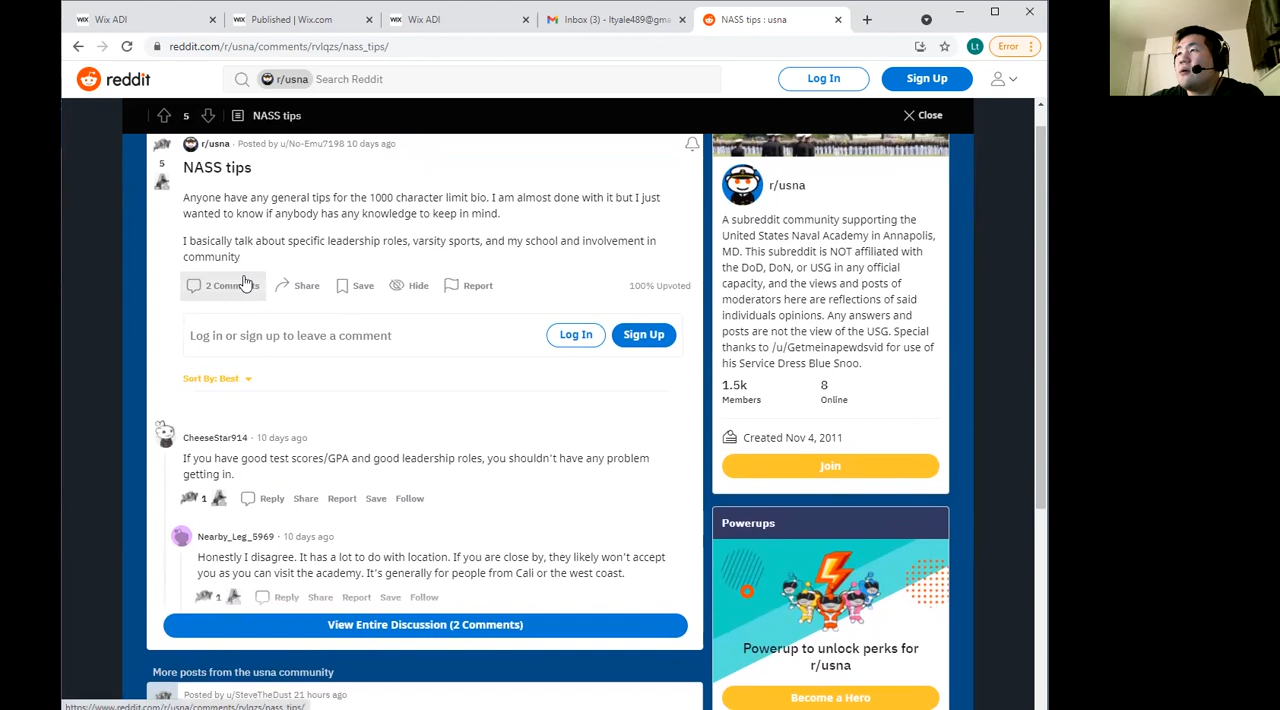 WIX Wix ADI
WIX Published | Wix.com
WIX Wix ADI
Inbox (3) - ltyale489@gma
NASS tips : usna
reddit.com/r/usna/comments/rvlqzs/nass_tips/
Lt
Error
reddit
r/usna
Search Reddit
Log In
Sign Up
5
NASS tips
Close
r/usna · Posted by u/No-Emu7198 10 days ago
5
NASS tips
Anyone have any general tips for the 1000 character limit bio. I am almost done with it but I just
wanted to know if anybody has any knowledge to keep in mind.
I basically talk about specific leadership roles, varsity sports, and my school and involvement in
community
2 Comments
Share
Save
Hide
Report
100% Upvoted
Log in or sign up to leave a comment
Log In
Sign Up
Sort By: Best
CheeseStar914 · 10 days ago
If you have good test scores/GPA and good leadership roles, you shouldn't have any problem
getting in.
1
Reply
Share
Report
Save
Follow
Nearby_Leg_5969 · 10 days ago
Honestly I disagree. It has a lot to do with location. If you are close by, they likely won't accept
you as you can visit the academy. It's generally for people from Cali or the west coast.
1
Reply
Share
Report
Save
Follow
View Entire Discussion (2 Comments)
More posts from the usna community
Posted by u/SteveTheDust 21 hours ago
https://www.reddit.com/r/usna/comments/rvlqzs/nass_tips/
r/usna
A subreddit community supporting the
United States Naval Academy in Annapolis,
MD. This subreddit is NOT affiliated with
the DoD, DoN, or USG in any official
capacity, and the views and posts of
moderators here are reflections of said
individuals opinions. Any answers and
posts are not the view of the USG. Special
thanks to /u/Getmeinapewdsvid for use of
his Service Dress Blue Snoo.
1.5k
8
Members
Online
Created Nov 4, 2011
Join
Powerups
Powerup to unlock perks for
r/usna
Become a Hero